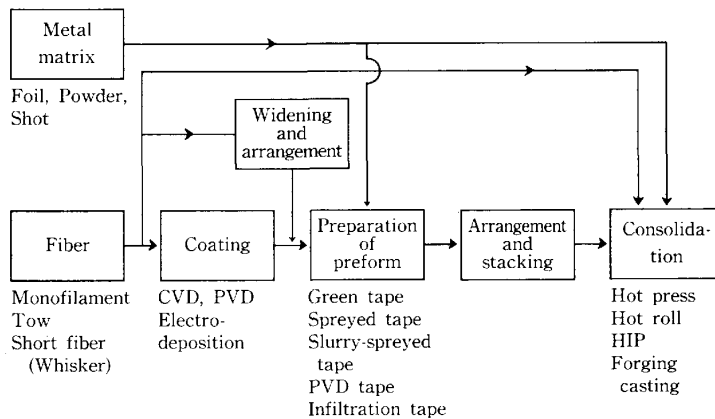 Metal
matrix
Foil, Powder,
Shot
Widening
and
arrangement
Fiber
Monofilament
Tow
Short fiber
(Whisker)
Coating
CVD, PVD
Electro-
deposition
Preparation
of
preform
Green tape
Spreyed tape
Slurry-spreyed
tape
PVD tape
Infiltration tape
Arrangement
and
stacking
Consolida-
tion
Hot press
Hot roll
HIP
Forging
casting